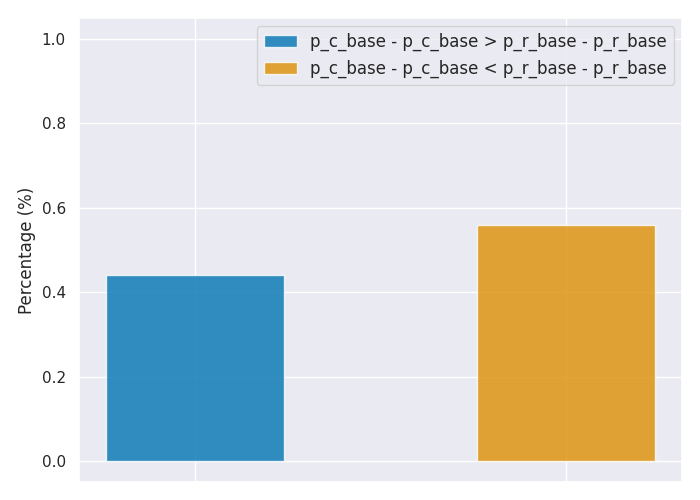 p_c_base - p_c_base > p_r_base - p_r_base
p_c_base - p_c_base < p_r_base - p_r_base
Percentage (%)
1.0
0.8
0.6
0.4
0.2
0.0